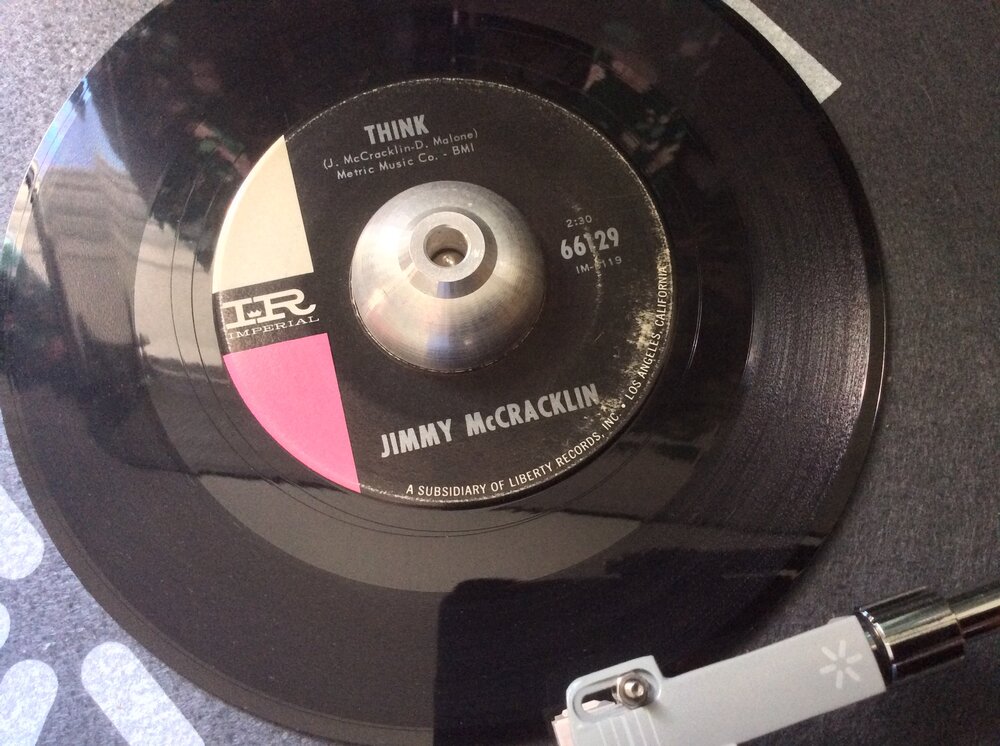 THINK
(J. McCracklin-D. Malone)
Metric Music Co. - BMI
2:30
66129
IR
IMPERIAL
JIMMY McCRACKLIN
A SUBSIDIARY OF LIBERTY RECORDS, INC. • LOS ANGELES, CALIFORNIA